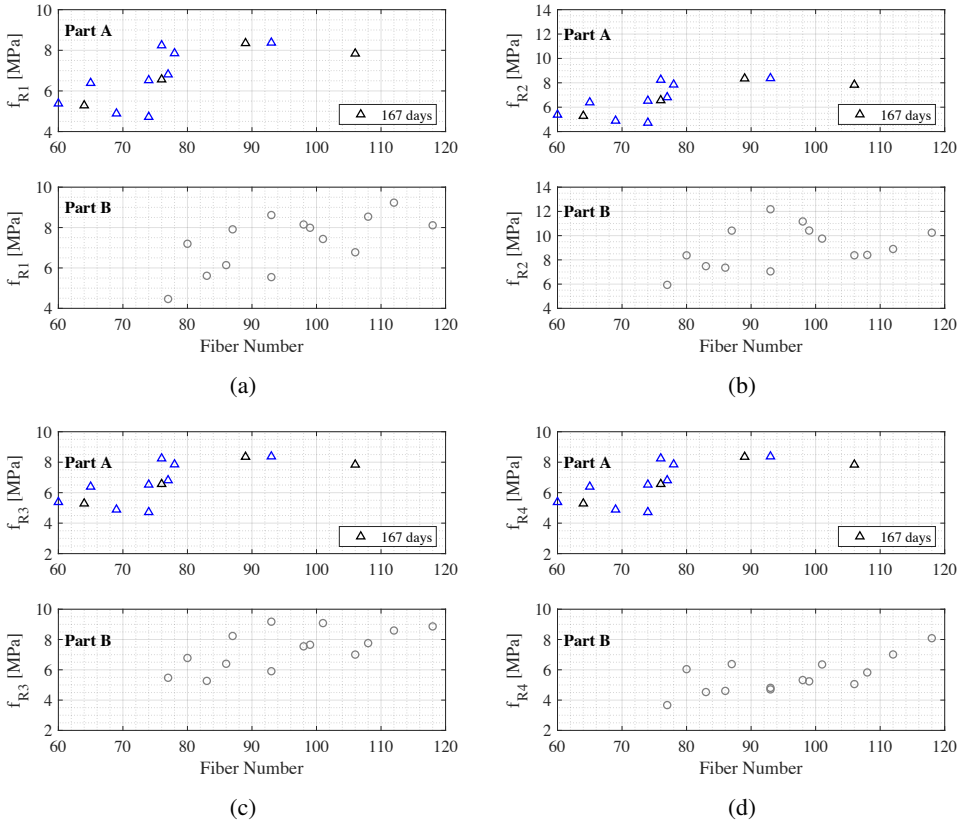 10
8
6
4
f_R1 [MPa]
Part A
167 days
60 70 80 90 100 110 120
10
8
6
4
f_R1 [MPa]
Part B
60 70 80 90 100 110 120
Fiber Number
(a)
14
12
10
8
6
4
f_R2 [MPa]
Part A
167 days
60 70 80 90 100 110 120
14
12
10
8
6
4
f_R2 [MPa]
Part B
60 70 80 90 100 110 120
Fiber Number
(b)
10
8
6
4
2
f_R3 [MPa]
Part A
167 days
60 70 80 90 100 110 120
10
8
6
4
2
f_R3 [MPa]
Part B
60 70 80 90 100 110 120
Fiber Number
(c)
10
8
6
4
2
f_R4 [MPa]
Part A
167 days
60 70 80 90 100 110 120
10
8
6
4
2
f_R4 [MPa]
Part B
60 70 80 90 100 110 120
Fiber Number
(d)